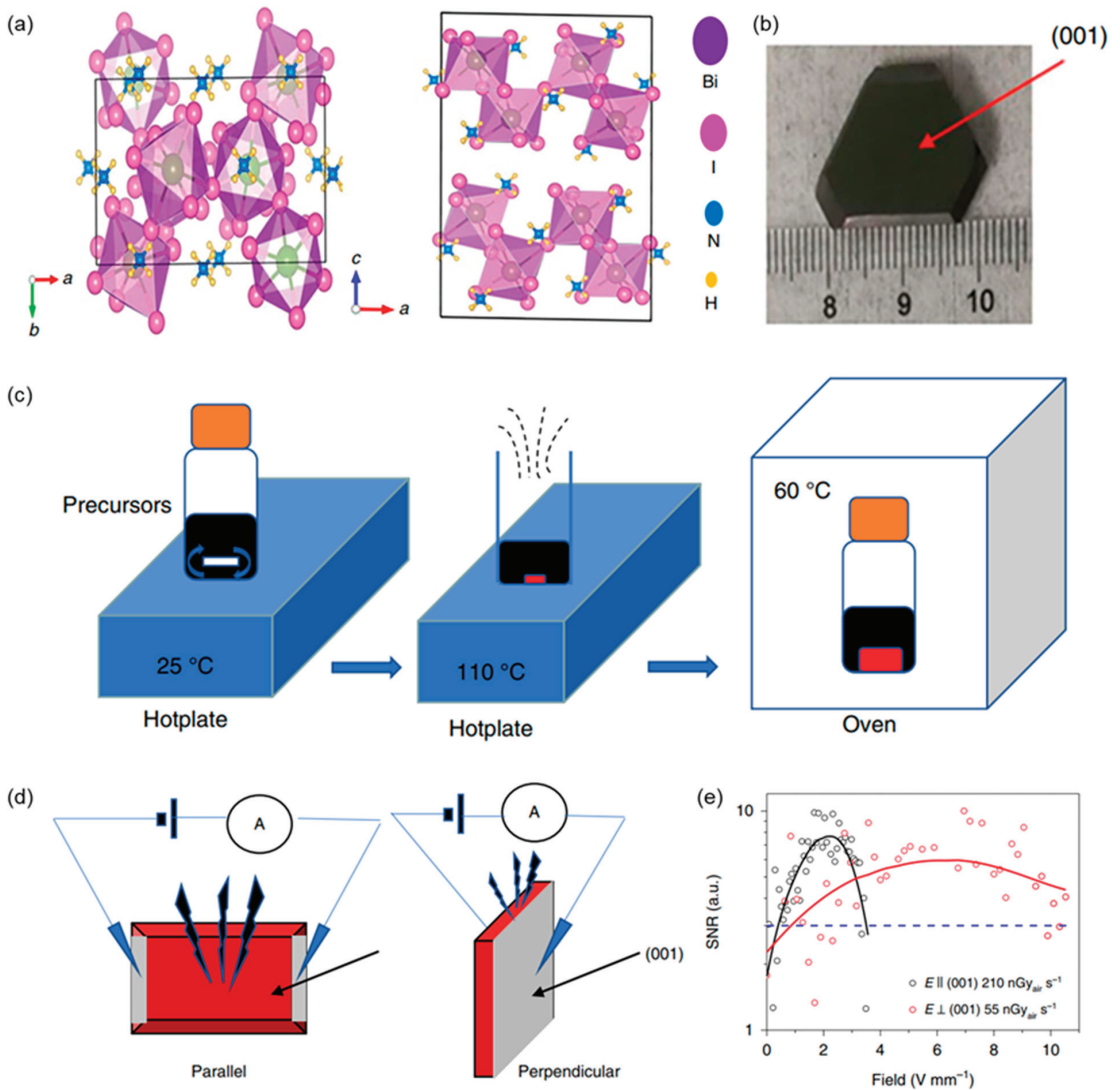 (a)
a
b
c
a
Bi
I
N
H
(b)
(001)
8 9 10
(c)
Precursors
25 °C
Hotplate
110 °C
Hotplate
60 °C
Oven
(d)
A
Parallel
A
(001)
Perpendicular
(e)
10
1
SNR (a.u.)
E ∥ (001) 210 nGyair s⁻¹
E ⊥ (001) 55 nGyair s⁻¹
0 2 4 6 8 10
Field (V mm⁻¹)